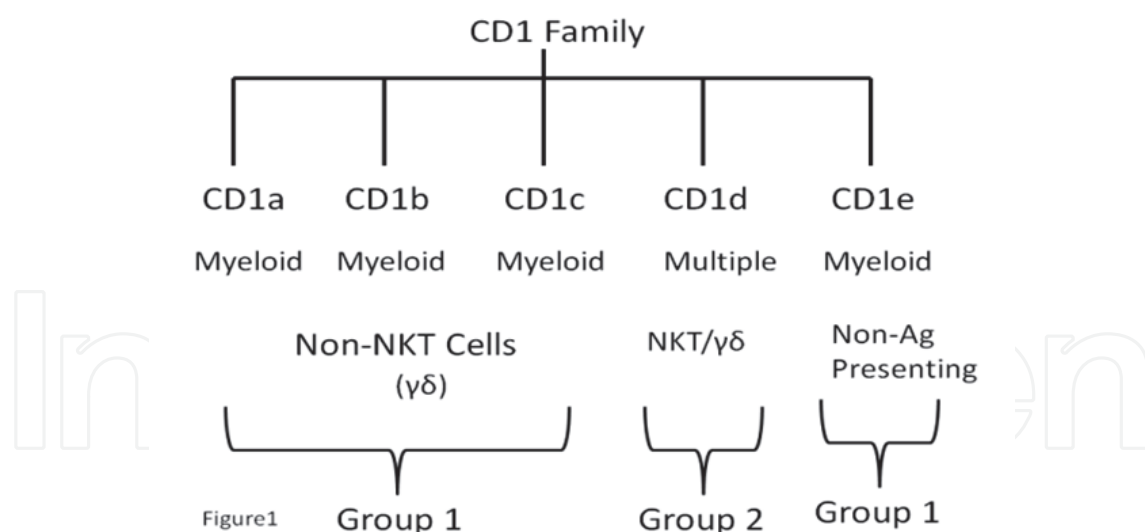 CD1 Family
CD1a CD1b CD1c CD1d CD1e
Myeloid Myeloid Myeloid Multiple Myeloid
Non-NKT Cells
(γδ)
NKT/γδ
Non-Ag
Presenting
Figure1 Group 1 Group 2 Group 1